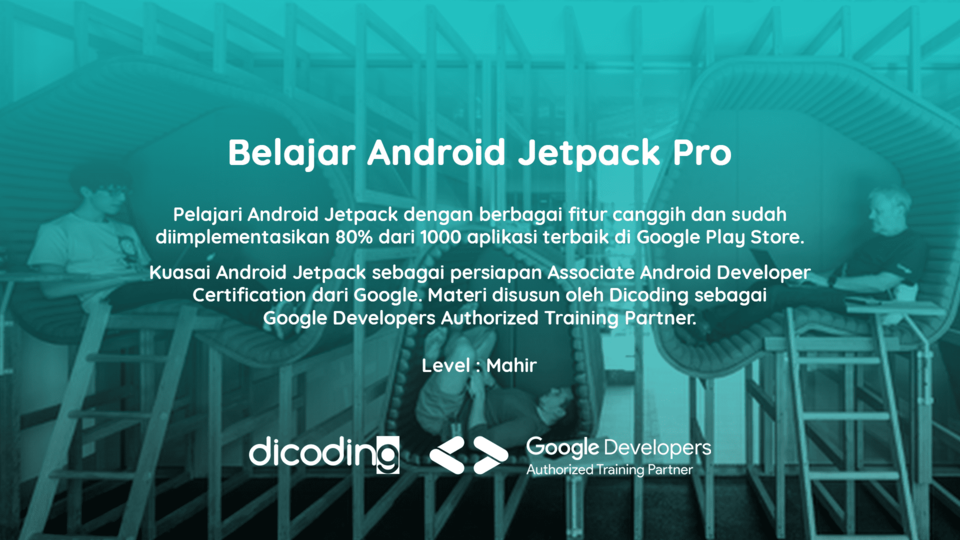 Belajar Android Jetpack Pro
Pelajari Android Jetpack dengan berbagai fitur canggih dan sudah
diimplementasikan 80% dari 1000 aplikasi terbaik di Google Play Store.
Kuasai Android Jetpack sebagai persiapan Associate Android Developer
Certification dari Google. Materi disusun oleh Dicoding sebagai
Google Developers Authorized Training Partner.
Level : Mahir
dicoding
Google Developers
Authorized Training Partner